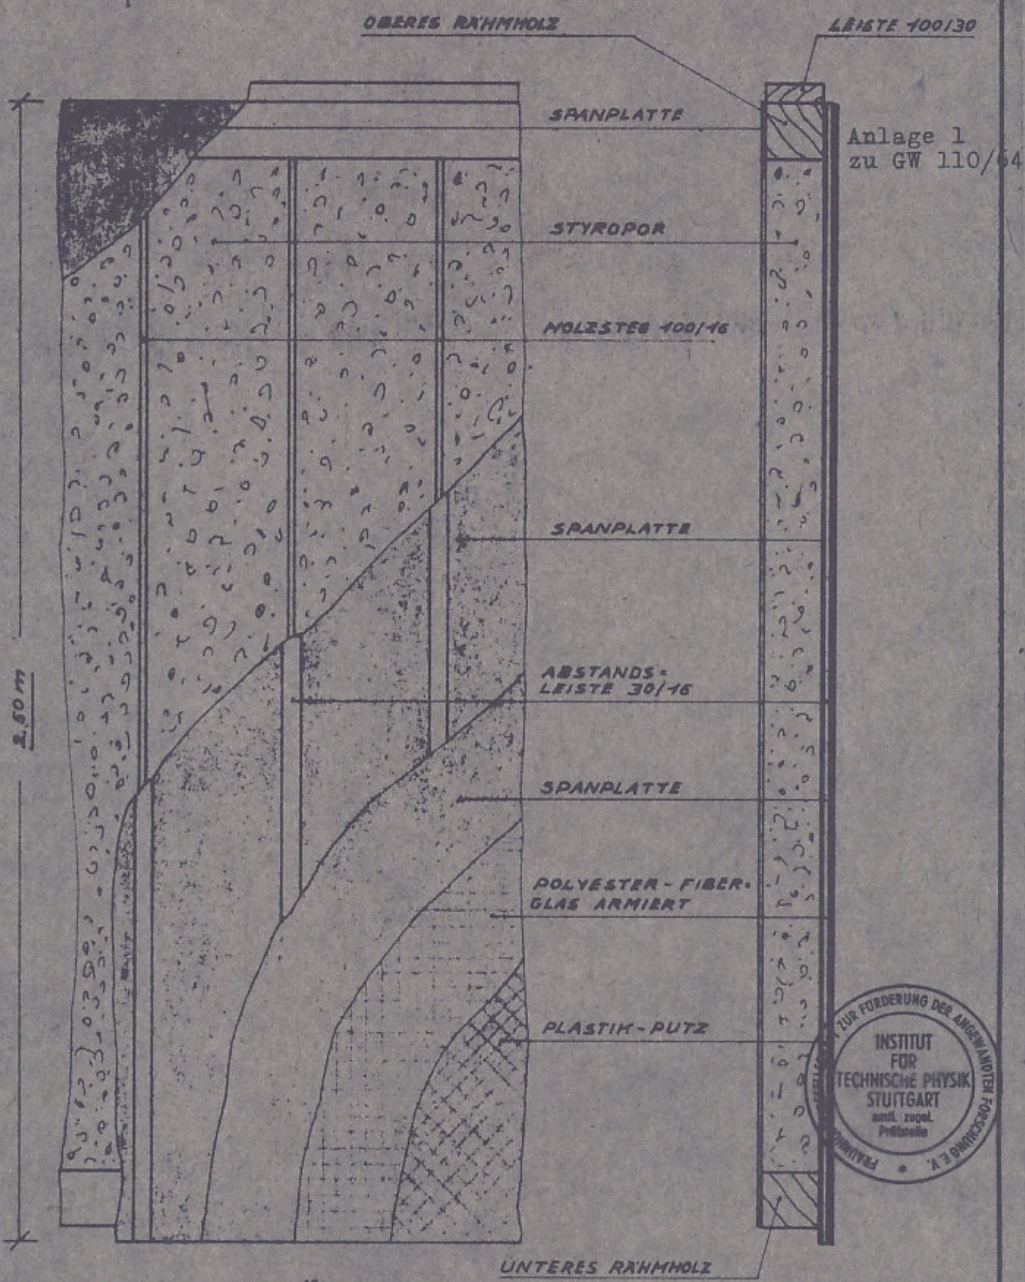 OBERES RÄHMHOLZ
LEISTE 100/30
SPANPLATTE
Anlage 1
zu GW 110/64
STYROPOR
HOLZSTEG 100/16
SPANPLATTE
2,50 m
ABSTANDS=
LEISTE 30/16
SPANPLATTE
POLYESTER-FIBER=
GLAS ARMIERT
PLASTIK-PUTZ
ZUR FÖRDERUNG DER ANGEWANDTEN FORSCHUNG E.V.
INSTITUT
FÜR
TECHNISCHE PHYSIK
STUTTGART
amtl. zugel.
Prüfstelle
UNTERES RÄHMHOLZ